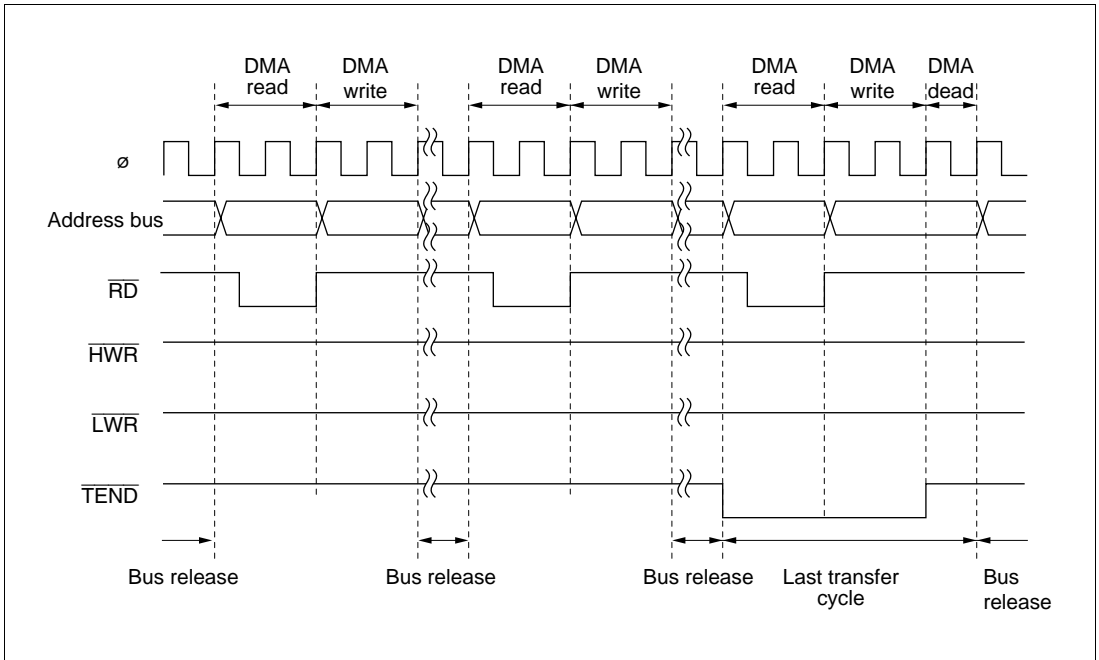 DMA read
DMA write
DMA read
DMA write
DMA read
DMA write
DMA dead
ø
Address bus
RD
HWR
LWR
TEND
Bus release
Bus release
Bus release
Last transfer cycle
Bus release